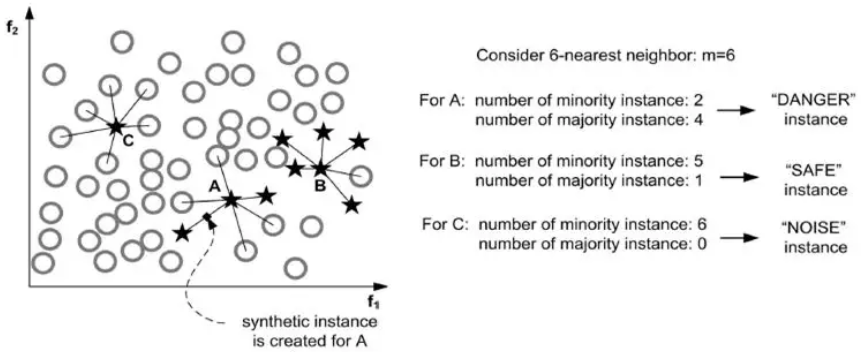 f2
C
A
B
f1
synthetic instance
is created for A
Consider 6-nearest neighbor: m=6
For A: number of minority instance: 2
number of majority instance: 4
"DANGER"
instance
For B: number of minority instance: 5
number of majority instance: 1
"SAFE"
instance
For C: number of minority instance: 6
number of majority instance: 0
"NOISE"
instance